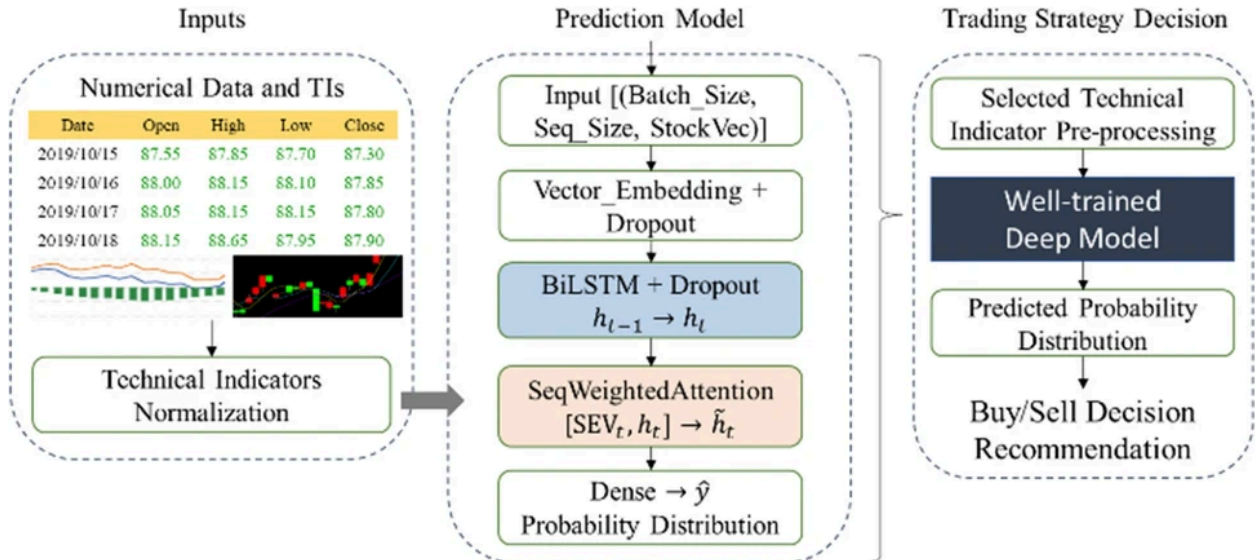 Inputs
Numerical Data and TIs
Date Open High Low Close
2019/10/15 87.55 87.85 87.70 87.30
2019/10/16 88.00 88.15 88.10 87.85
2019/10/17 88.05 88.15 88.15 87.80
2019/10/18 88.15 88.65 87.95 87.90
Technical Indicators
Normalization
Prediction Model
Input [(Batch_Size,
Seq_Size, StockVec)]
Vector_Embedding +
Dropout
BiLSTM + Dropout
h_{l−1} → h_l
SeqWeightedAttention
[SEV_t, h_t] → h̃_t
Dense → ŷ
Probability Distribution
Trading Strategy Decision
Selected Technical
Indicator Pre-processing
Well-trained
Deep Model
Predicted Probability
Distribution
Buy/Sell Decision
Recommendation